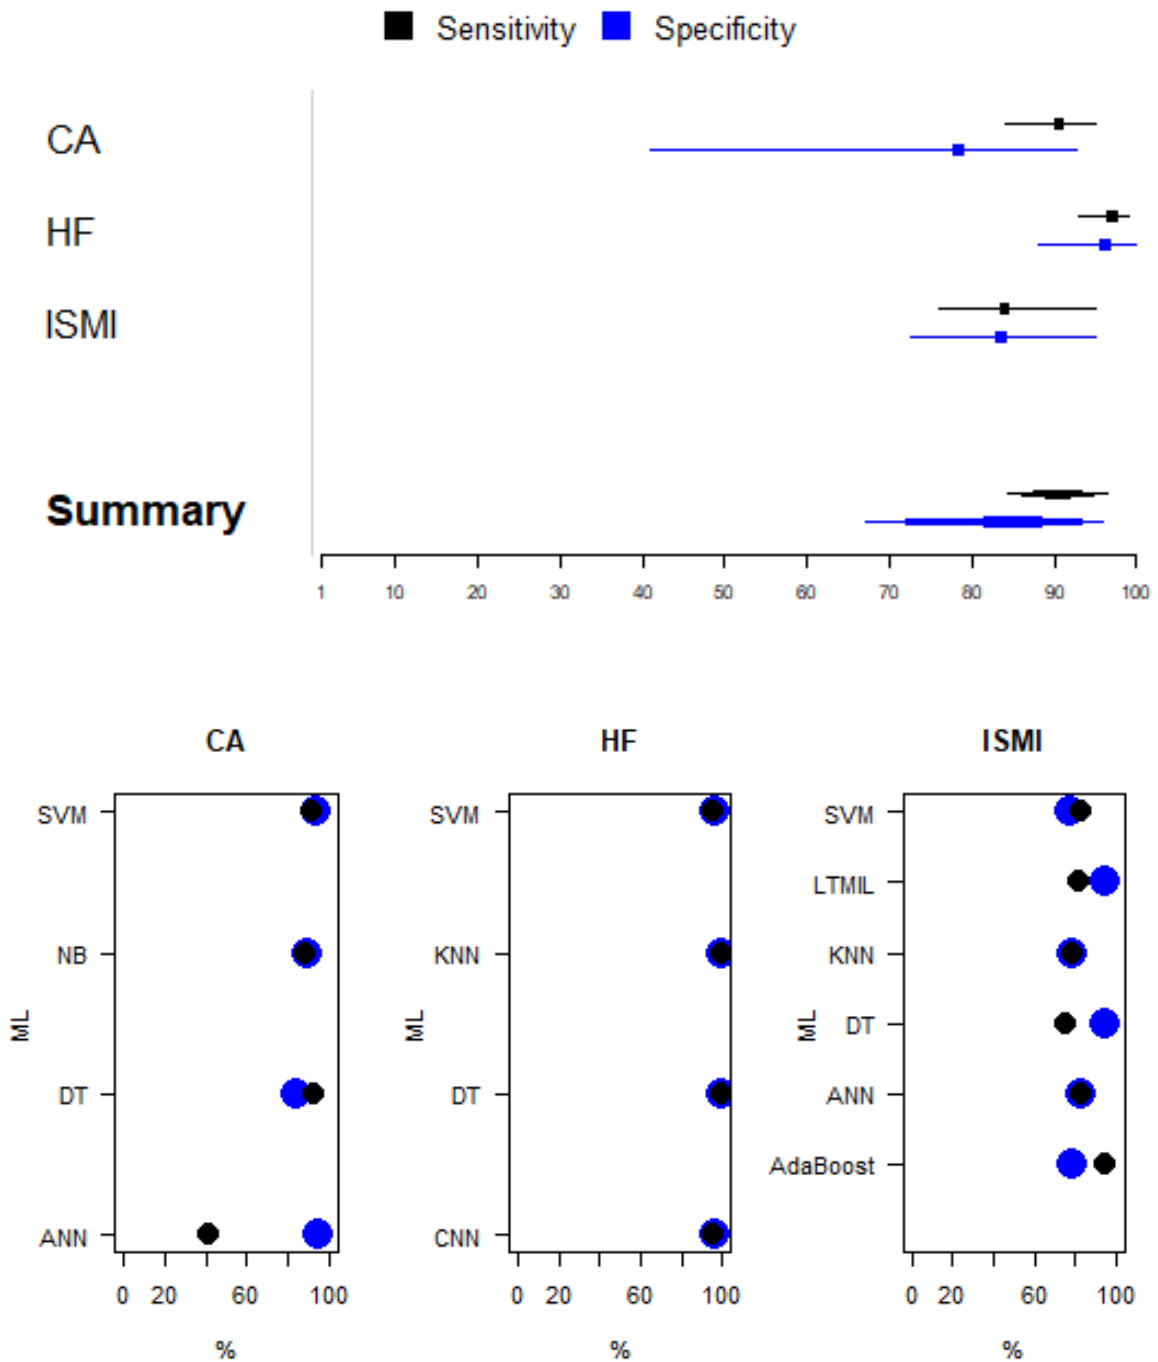 Sensitivity Specificity
CA
HF
ISMI
Summary
1 10 20 30 40 50 60 70 80 90 100
CA HF ISMI
SVM SVM SVM
LTMIL
NB KNN KNN
ML ML ML
DT
DT DT ANN
AdaBoost
ANN CNN
0 20 60 100 0 20 60 100 0 20 60 100
% % %